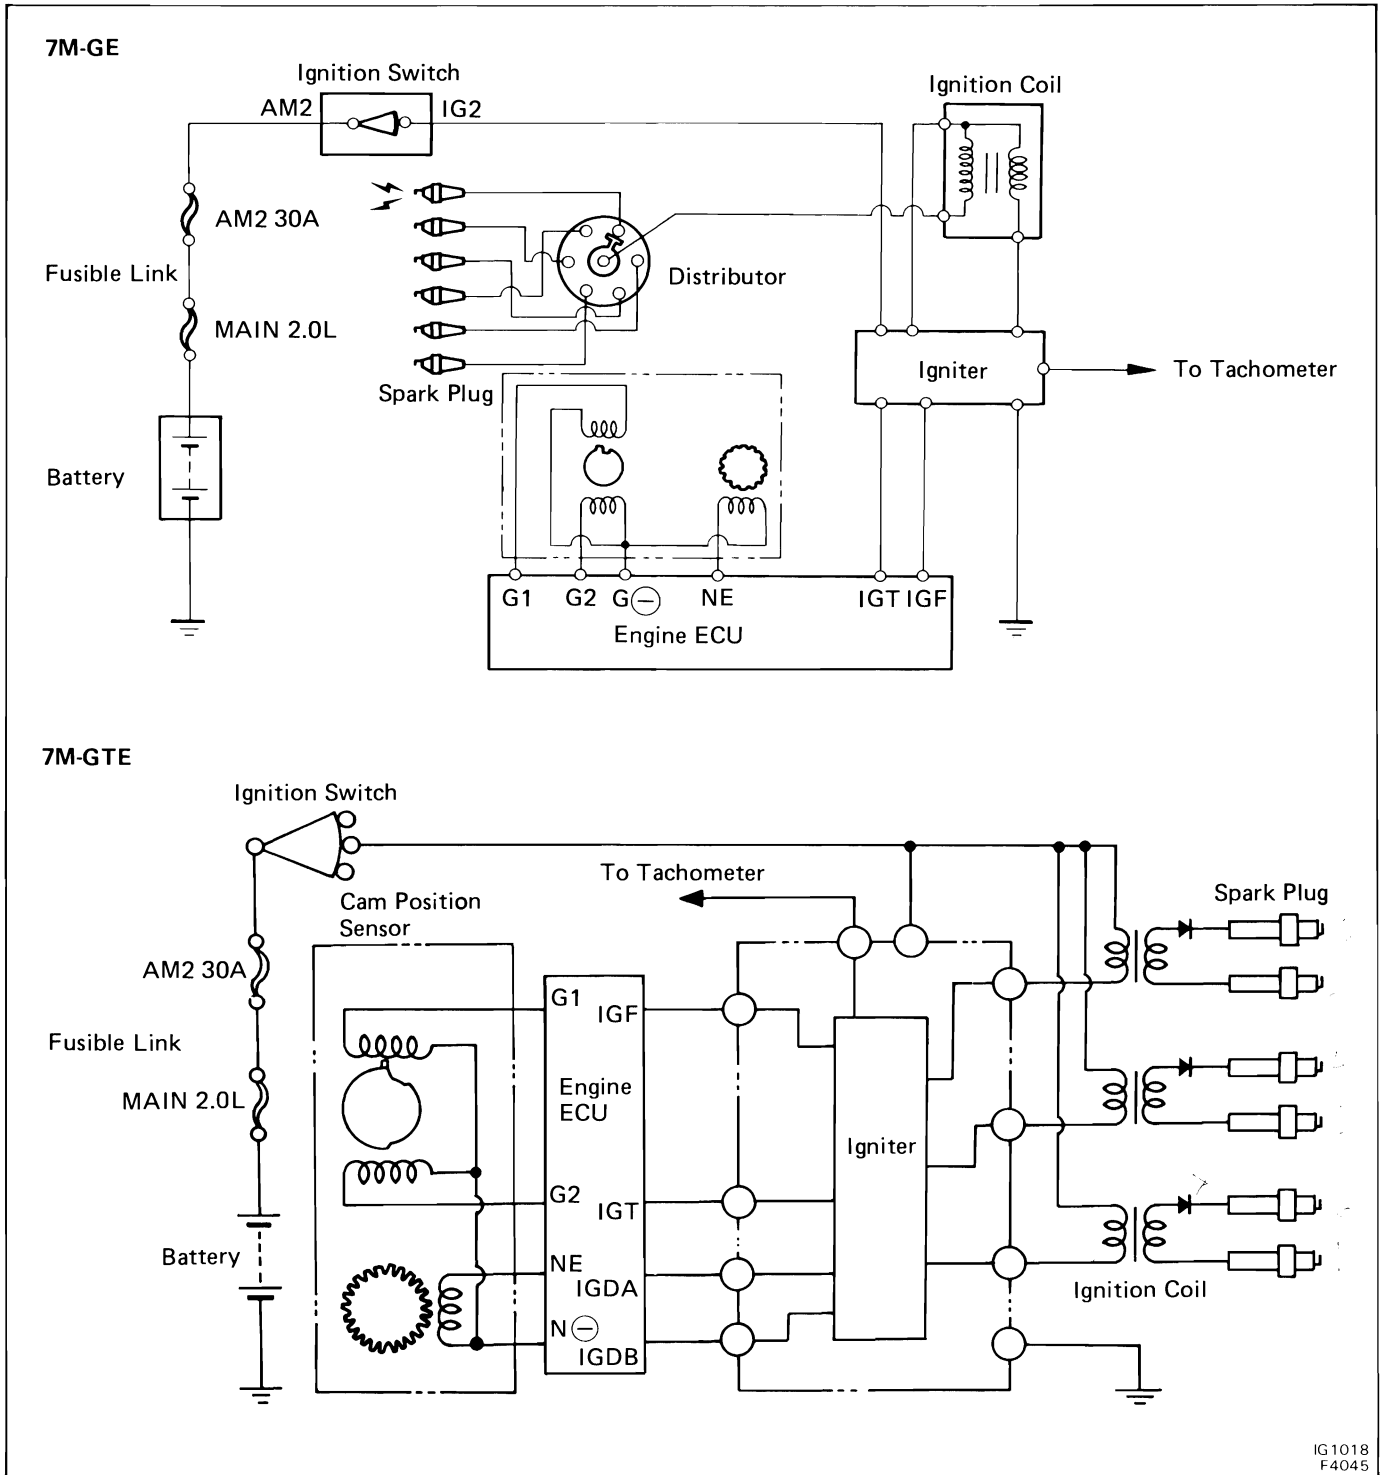 7M-GE
Ignition Switch
AM2
IG2
Ignition Coil
AM2 30A
Fusible Link
MAIN 2.0L
Distributor
Igniter
To Tachometer
Spark Plug
Battery
G1
G2
G⊖
NE
IGT
IGF
Engine ECU
7M-GTE
Ignition Switch
To Tachometer
Spark Plug
Cam Position
Sensor
AM2 30A
Fusible Link
MAIN 2.0L
G1
IGF
Engine
ECU
Igniter
G2
IGT
Battery
NE
IGDA
N⊖
IGDB
Ignition Coil
IG1018
F4045